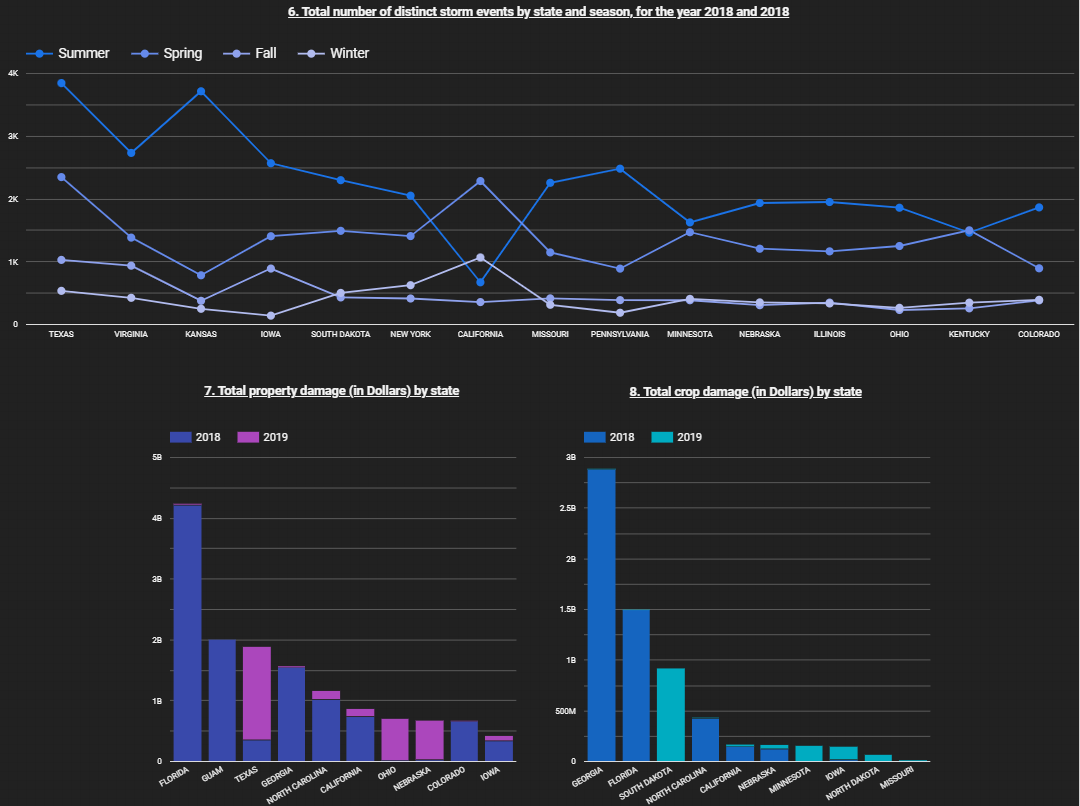 6. Total number of distinct storm events by state and season, for the year 2018 and 2018
Summer Spring Fall Winter
4K
3K
2K
1K
0
TEXAS VIRGINIA KANSAS IOWA SOUTH DAKOTA NEW YORK CALIFORNIA MISSOURI PENNSYLVANIA MINNESOTA NEBRASKA ILLINOIS OHIO KENTUCKY COLORADO
7. Total property damage (in Dollars) by state
2018 2019
5B
4B
3B
2B
1B
0
FLORIDA GUAM TEXAS GEORGIA NORTH CAROLINA CALIFORNIA OHIO NEBRASKA COLORADO IOWA
8. Total crop damage (in Dollars) by state
2018 2019
3B
2.5B
2B
1.5B
1B
500M
0
GEORGIA FLORIDA SOUTH DAKOTA NORTH CAROLINA CALIFORNIA NEBRASKA MINNESOTA IOWA NORTH DAKOTA MISSOURI